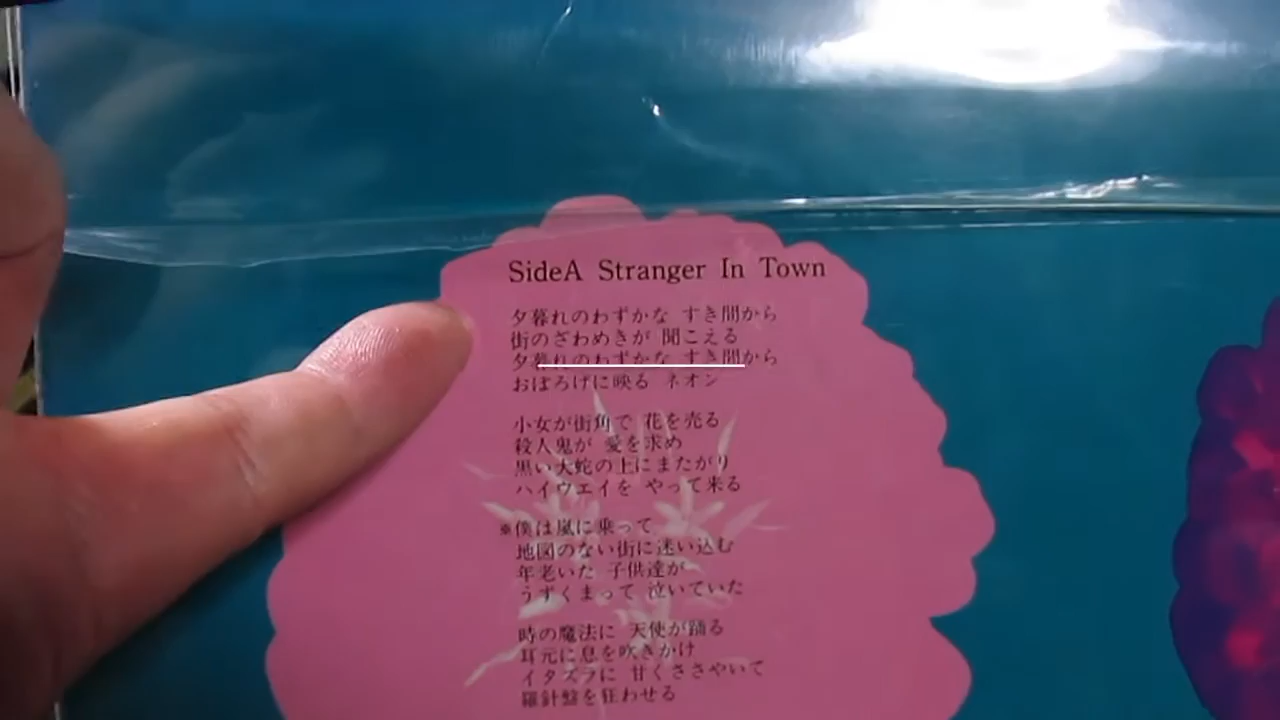 SideA Stranger In Town
夕暮れのわずかな すき間から
街のざわめきが 聞こえる
夕暮れのわずかな すき間から
おぼろげに映る ネオン
小女が街角で 花を売る
殺人鬼が 愛を求め
黒い大蛇の上にまたがり
ハイウエイを やって来る
※僕は嵐に乗って
地図のない街に迷い込む
年老いた 子供達が
うずくまって 泣いていた
時の魔法に 天使が踊る
耳元に息を吹きかけ
イタズラに 甘くささやいて
羅針盤を狂わせる